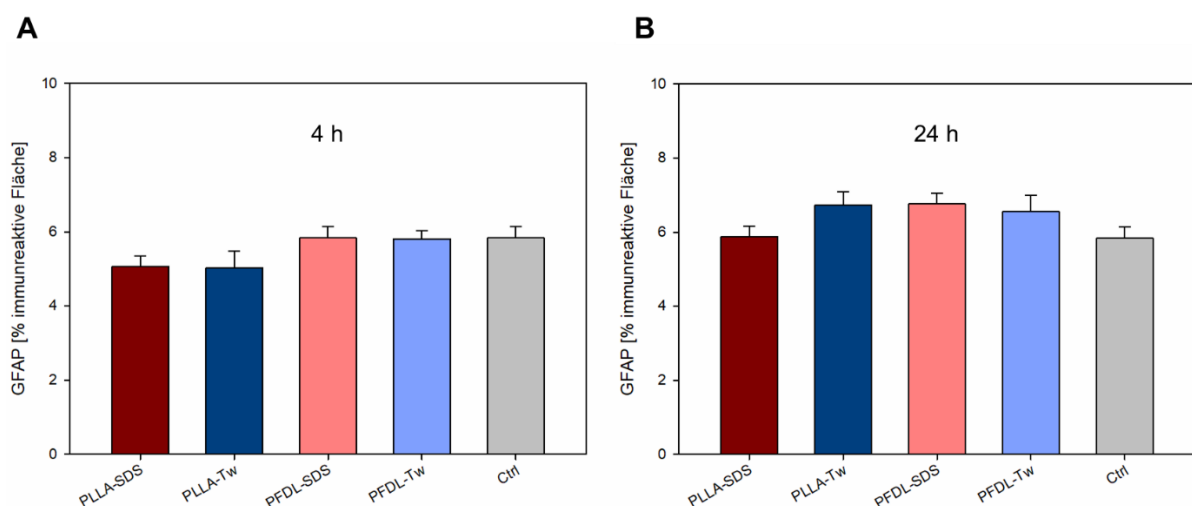 A
GFAP [% immunreaktive Fläche]
10
8
6
4
2
0
4 h
PLLA-SDS
PLLA-Tw
PFDL-SDS
PFDL-Tw
Ctrl
B
GFAP [% immunreaktive Fläche]
10
8
6
4
2
0
24 h
PLLA-SDS
PLLA-Tw
PFDL-SDS
PFDL-Tw
Ctrl